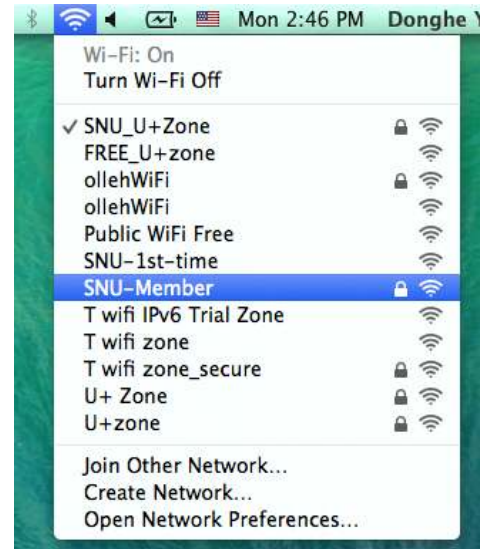 Mon 2:46 PM Donghe Y
Wi-Fi: On
Turn Wi-Fi Off
SNU_U+Zone
FREE_U+zone
ollehWiFi
ollehWiFi
Public WiFi Free
SNU-1st-time
SNU-Member
T wifi IPv6 Trial Zone
T wifi zone
T wifi zone_secure
U+ Zone
U+zone
Join Other Network...
Create Network...
Open Network Preferences...